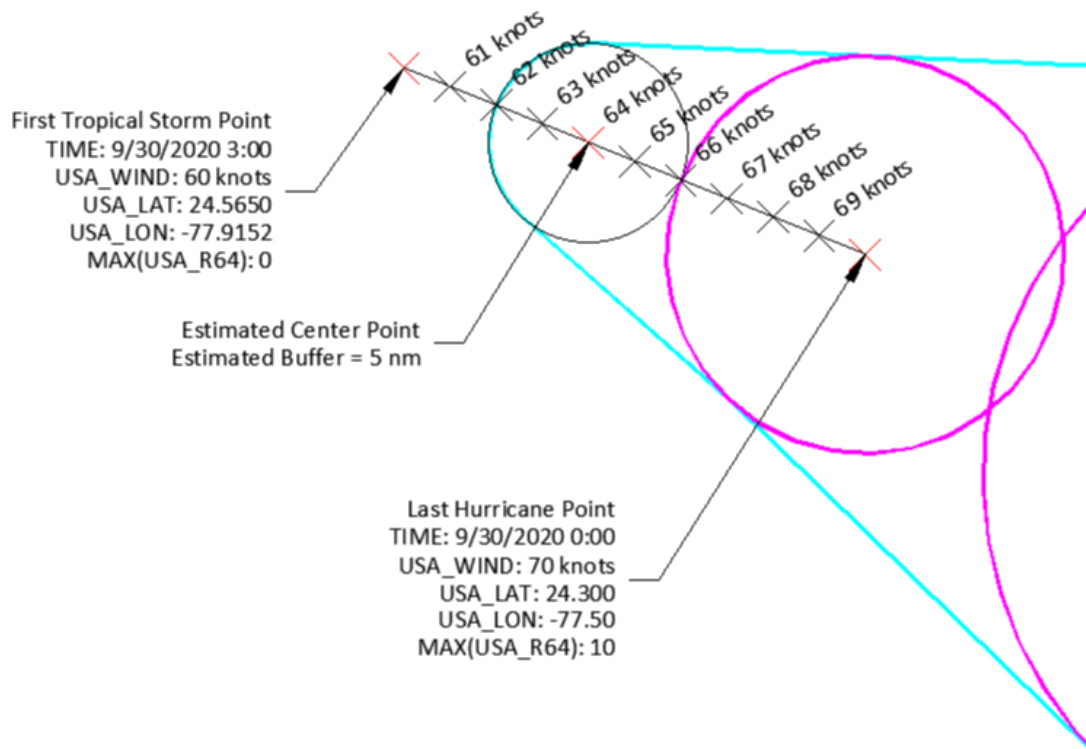 61 knots
62 knots
63 knots
64 knots
65 knots
66 knots
67 knots
68 knots
69 knots
First Tropical Storm Point
TIME: 9/30/2020 3:00
USA_WIND: 60 knots
USA_LAT: 24.5650
USA_LON: -77.9152
MAX(USA_R64): 0
Estimated Center Point
Estimated Buffer = 5 nm
Last Hurricane Point
TIME: 9/30/2020 0:00
USA_WIND: 70 knots
USA_LAT: 24.300
USA_LON: -77.50
MAX(USA_R64): 10